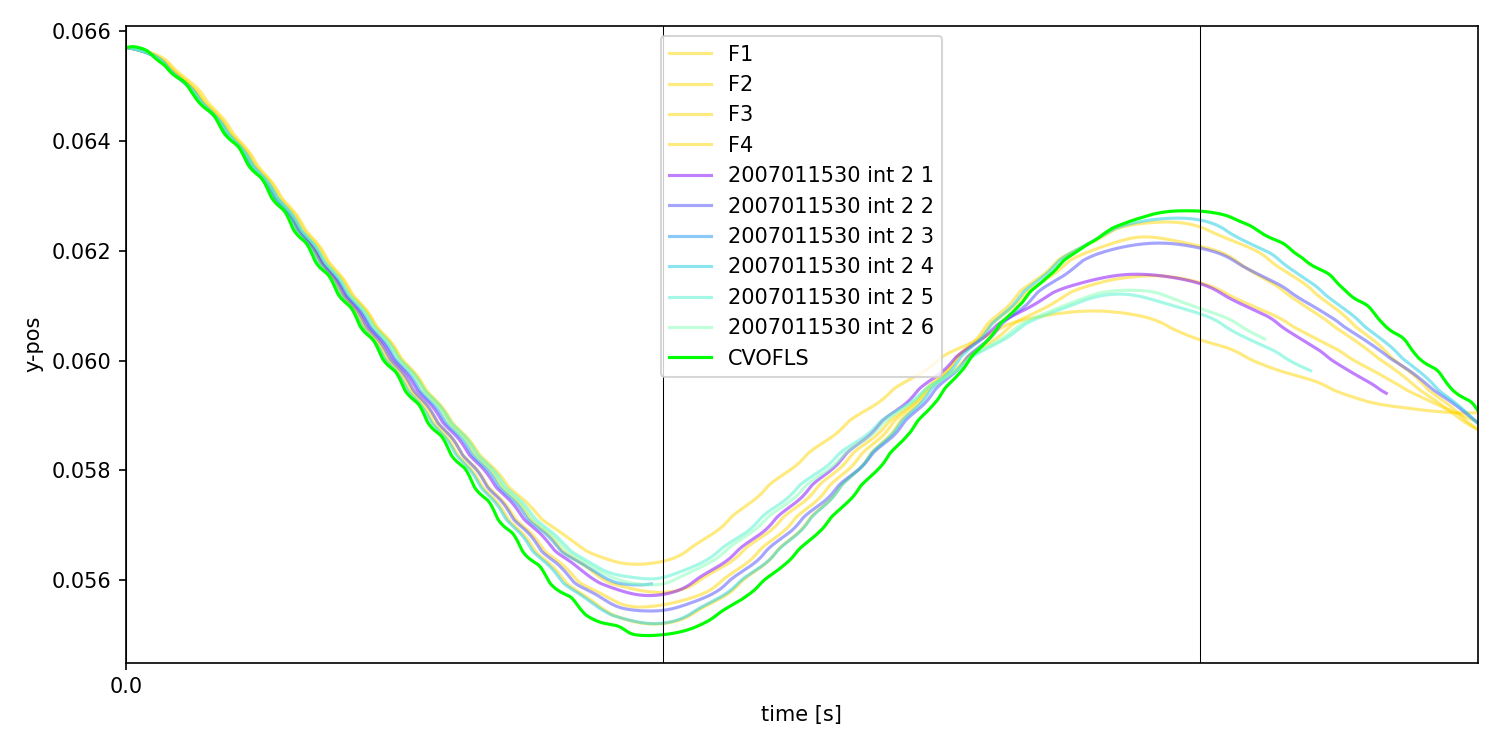 0.066
0.064
0.062
0.060
0.058
0.056
y-pos
F1
F2
F3
F4
2007011530 int 2 1
2007011530 int 2 2
2007011530 int 2 3
2007011530 int 2 4
2007011530 int 2 5
2007011530 int 2 6
CVOFLS
0.0
time [s]